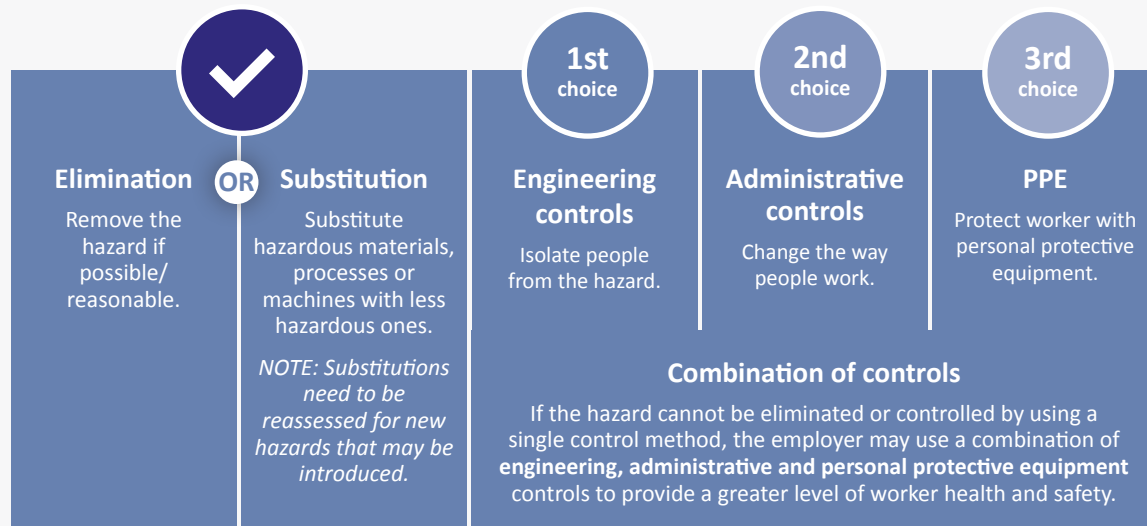 Elimination
Remove the
hazard if
possible/
reasonable.
OR
Substitution
Substitute
hazardous materials,
processes or
machines with less
hazardous ones.
NOTE: Substitutions
need to be
reassessed for new
hazards that may be
introduced.
1st
choice
Engineering
controls
Isolate people
from the hazard.
2nd
choice
Administrative
controls
Change the way
people work.
3rd
choice
PPE
Protect worker with
personal protective
equipment.
Combination of controls
If the hazard cannot be eliminated or controlled by using a
single control method, the employer may use a combination of
engineering, administrative and personal protective equipment
controls to provide a greater level of worker health and safety.